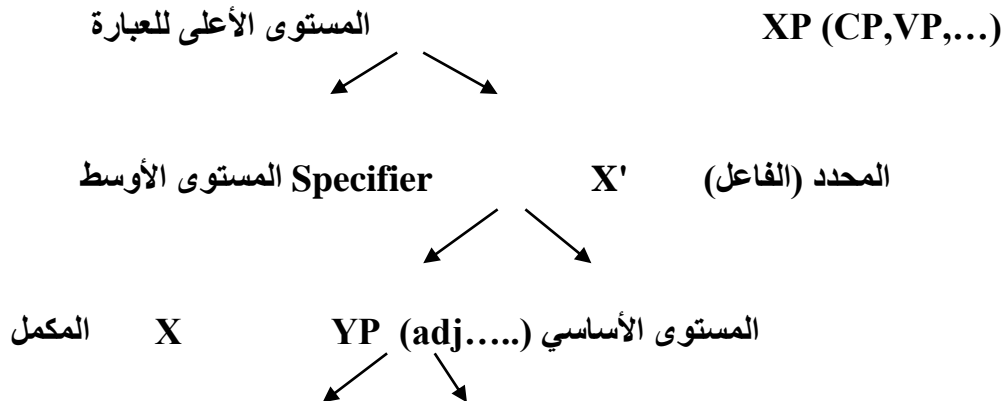 المستوى الأعلى للعبارة XP (CP,VP,…)
المستوى الأوسط Specifier X' المحدد (الفاعل)
المكمل X YP (adj…..) المستوى الأساسي